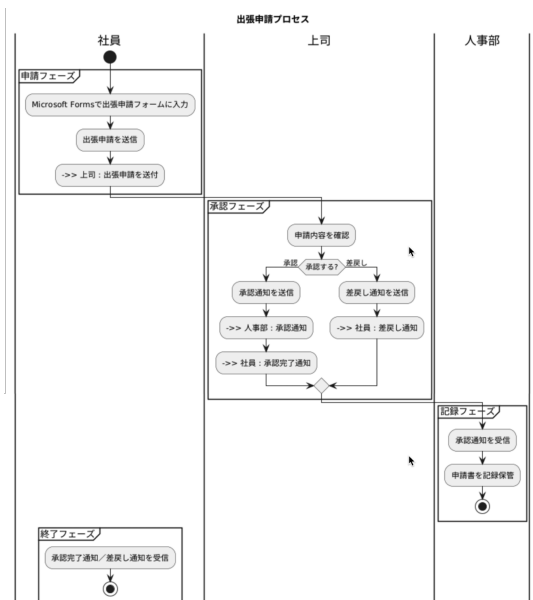 出張申請プロセス
社員
上司
人事部
申請フェーズ
Microsoft Formsで出張申請フォームに入力
出張申請を送信
->> 上司：出張申請を送付
承認フェーズ
申請内容を確認
承認
承認する?
差戻し
承認通知を送信
差戻し通知を送信
->> 人事部：承認通知
->> 社員：差戻し通知
->> 社員：承認完了通知
記録フェーズ
承認通知を受信
申請書を記録保管
終了フェーズ
承認完了通知／差戻し通知を受信